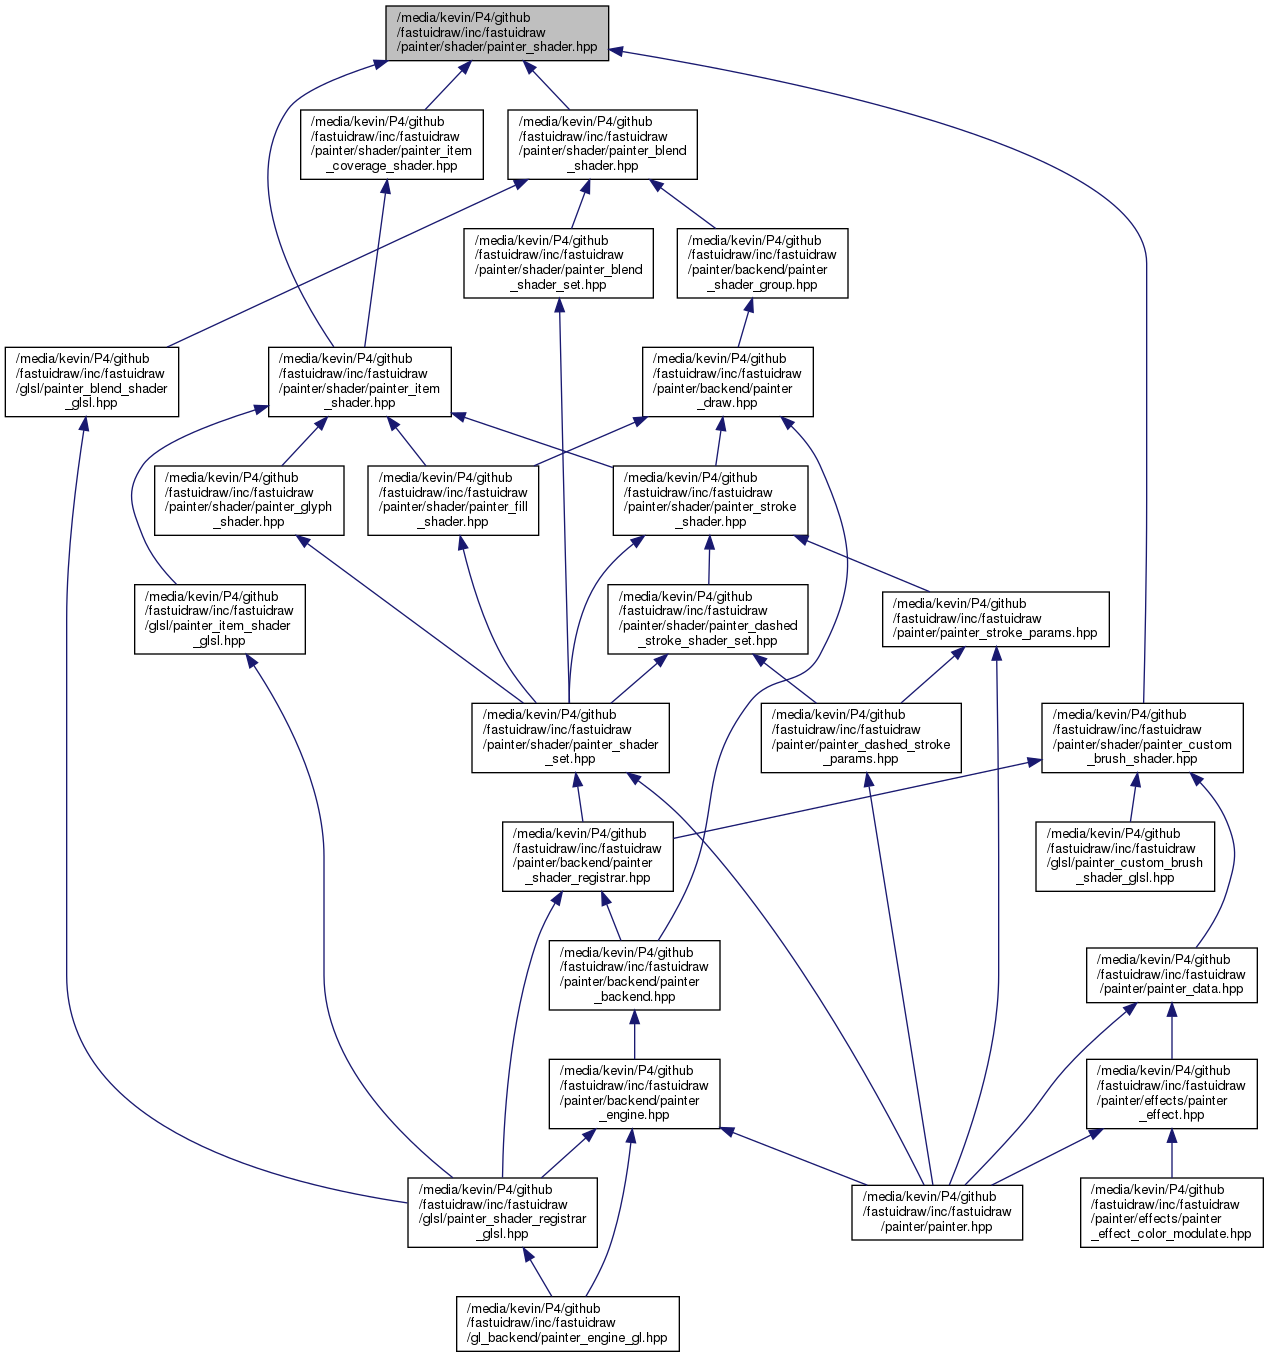 /media/kevin/P4/github
/fastuidraw/inc/fastuidraw
/painter/shader/painter_shader.hpp
/media/kevin/P4/github
/fastuidraw/inc/fastuidraw
/painter/shader/painter_item
_coverage_shader.hpp
/media/kevin/P4/github
/fastuidraw/inc/fastuidraw
/painter/shader/painter_blend
_shader.hpp
/media/kevin/P4/github
/fastuidraw/inc/fastuidraw
/painter/shader/painter_blend
_shader_set.hpp
/media/kevin/P4/github
/fastuidraw/inc/fastuidraw
/painter/backend/painter
_shader_group.hpp
/media/kevin/P4/github
/fastuidraw/inc/fastuidraw
/glsl/painter_blend_shader
_glsl.hpp
/media/kevin/P4/github
/fastuidraw/inc/fastuidraw
/painter/shader/painter_item
_shader.hpp
/media/kevin/P4/github
/fastuidraw/inc/fastuidraw
/painter/backend/painter
_draw.hpp
/media/kevin/P4/github
/fastuidraw/inc/fastuidraw
/painter/shader/painter_glyph
_shader.hpp
/media/kevin/P4/github
/fastuidraw/inc/fastuidraw
/painter/shader/painter_fill
_shader.hpp
/media/kevin/P4/github
/fastuidraw/inc/fastuidraw
/painter/shader/painter_stroke
_shader.hpp
/media/kevin/P4/github
/fastuidraw/inc/fastuidraw
/glsl/painter_item_shader
_glsl.hpp
/media/kevin/P4/github
/fastuidraw/inc/fastuidraw
/painter/shader/painter_dashed
_stroke_shader_set.hpp
/media/kevin/P4/github
/fastuidraw/inc/fastuidraw
/painter/painter_stroke_params.hpp
/media/kevin/P4/github
/fastuidraw/inc/fastuidraw
/painter/shader/painter_shader
_set.hpp
/media/kevin/P4/github
/fastuidraw/inc/fastuidraw
/painter/painter_dashed_stroke
_params.hpp
/media/kevin/P4/github
/fastuidraw/inc/fastuidraw
/painter/shader/painter_custom
_brush_shader.hpp
/media/kevin/P4/github
/fastuidraw/inc/fastuidraw
/painter/backend/painter
_shader_registrar.hpp
/media/kevin/P4/github
/fastuidraw/inc/fastuidraw
/glsl/painter_custom_brush
_shader_glsl.hpp
/media/kevin/P4/github
/fastuidraw/inc/fastuidraw
/painter/backend/painter
_backend.hpp
/media/kevin/P4/github
/fastuidraw/inc/fastuidraw
/painter/painter_data.hpp
/media/kevin/P4/github
/fastuidraw/inc/fastuidraw
/painter/backend/painter
_engine.hpp
/media/kevin/P4/github
/fastuidraw/inc/fastuidraw
/painter/effects/painter
_effect.hpp
/media/kevin/P4/github
/fastuidraw/inc/fastuidraw
/glsl/painter_shader_registrar
_glsl.hpp
/media/kevin/P4/github
/fastuidraw/inc/fastuidraw
/painter/painter.hpp
/media/kevin/P4/github
/fastuidraw/inc/fastuidraw
/painter/effects/painter
_effect_color_modulate.hpp
/media/kevin/P4/github
/fastuidraw/inc/fastuidraw
/gl_backend/painter_engine_gl.hpp